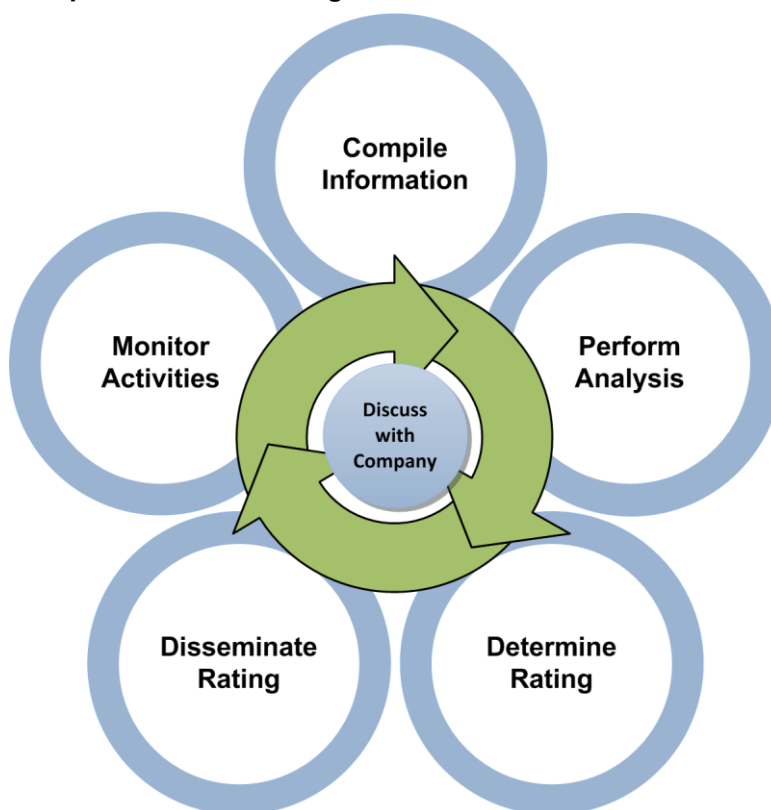 Compile
Information
Perform
Analysis
Determine
Rating
Disseminate
Rating
Monitor
Activities
Discuss
with
Company